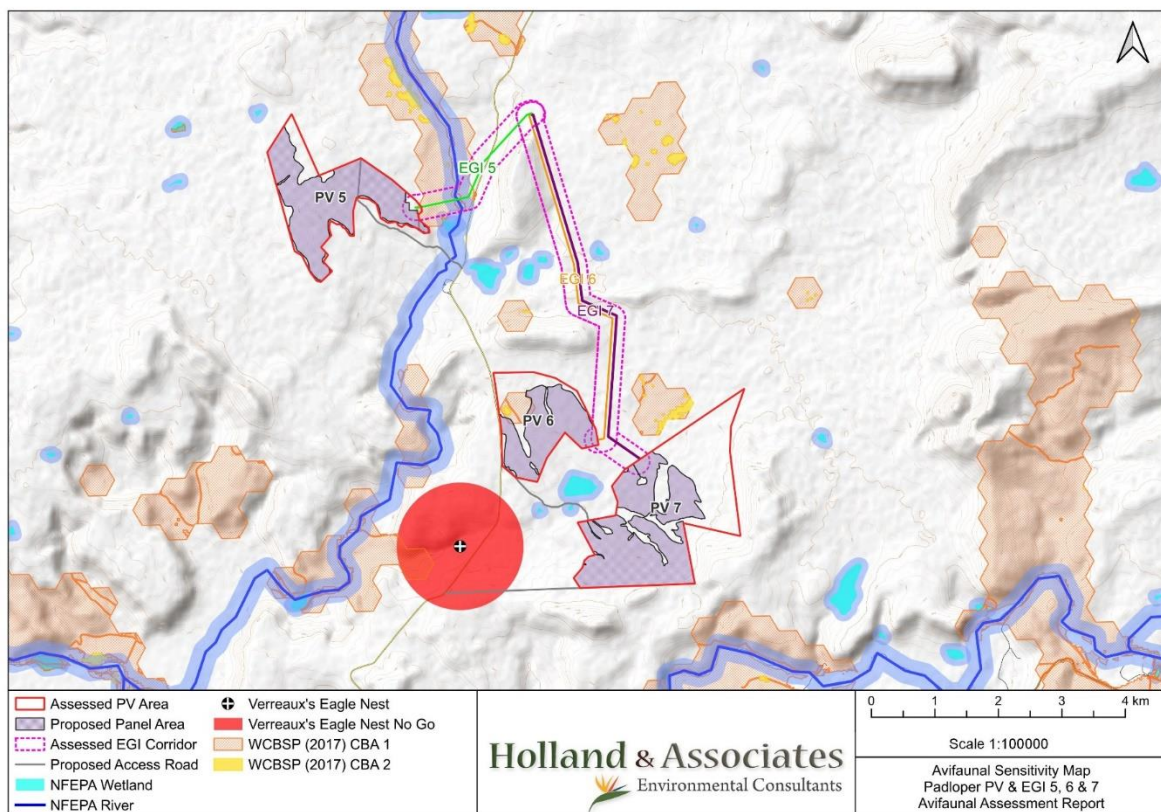 EGI 5
PV 5
EGI 6
EGI 7
PV 6
PV 7
Assessed PV Area
Proposed Panel Area
Assessed EGI Corridor
Proposed Access Road
NFEPA Wetland
NFEPA River
Verreaux's Eagle Nest
Verreaux's Eagle Nest No Go
WCBSP (2017) CBA 1
WCBSP (2017) CBA 2
Holland & Associates
Environmental Consultants
0 1 2 3 4 km
Scale 1:100000
Avifaunal Sensitivity Map
Padloper PV & EGI 5, 6 & 7
Avifaunal Assessment Report